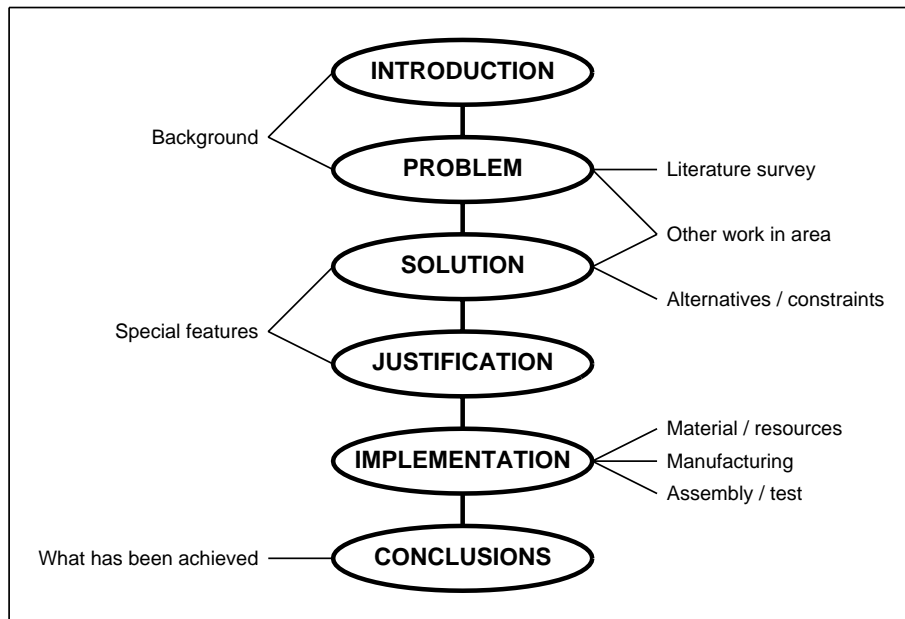 INTRODUCTION
Background
PROBLEM
Literature survey
Other work in area
SOLUTION
Alternatives / constraints
Special features
JUSTIFICATION
Material / resources
IMPLEMENTATION
Manufacturing
Assembly / test
What has been achieved
CONCLUSIONS